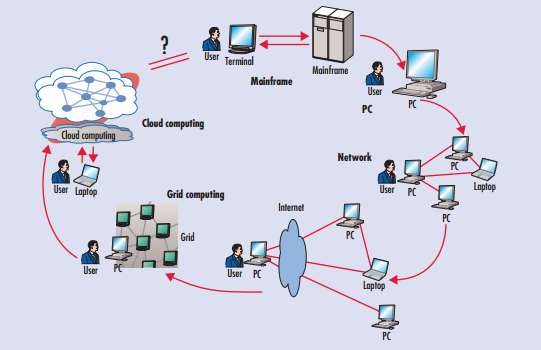 ?
User
Terminal
Mainframe
Mainframe
User
PC
PC
Cloud computing
Cloud computing
User
Laptop
Network
User
PC
PC
Laptop
PC
Grid computing
Grid
User
PC
Internet
User
PC
PC
Laptop
PC